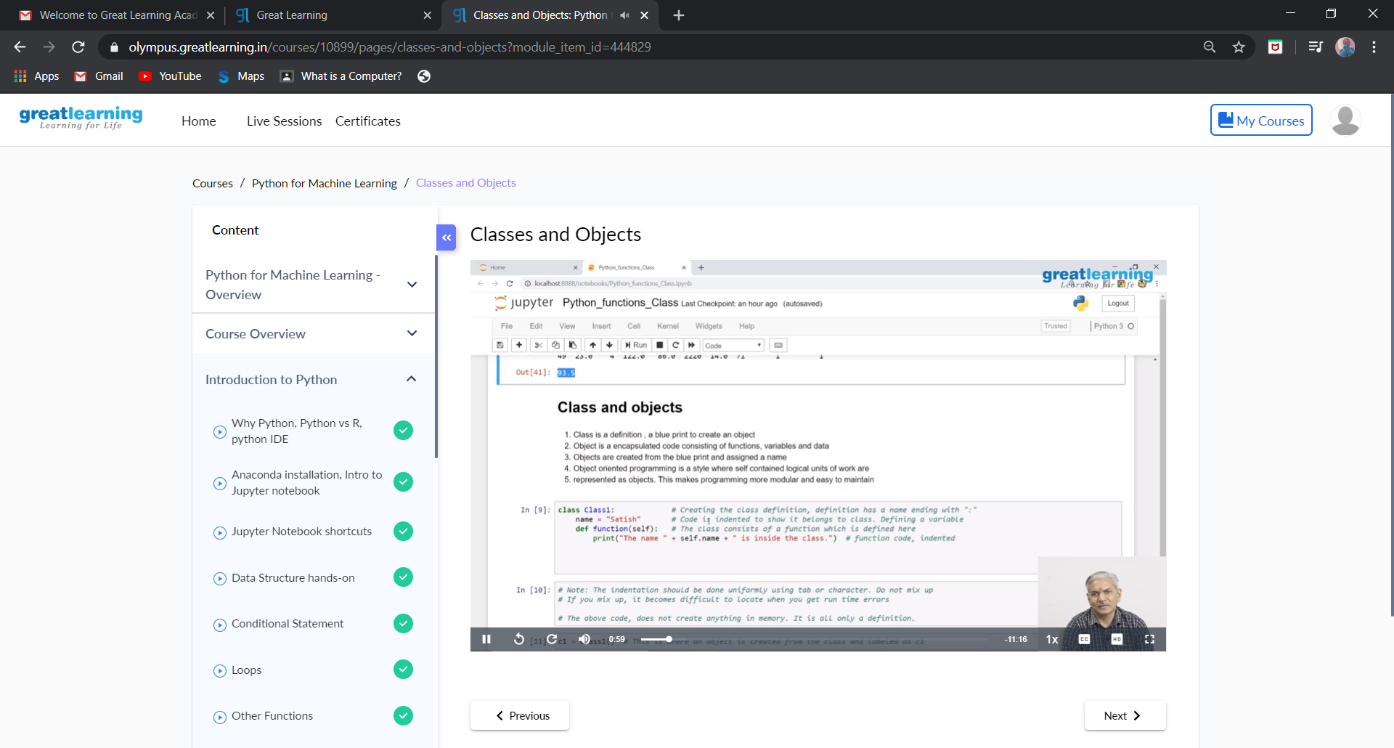 Welcome to Great Learning Acad
Great Learning
Classes and Objects: Python
olympus.greatlearning.in/courses/10899/pages/classes-and-objects?module_item_id=444829
Apps
Gmail
YouTube
Maps
What is a Computer?
greatlearning
Learning for Life
Home
Live Sessions
Certificates
My Courses
Courses / Python for Machine Learning / Classes and Objects
Content
Python for Machine Learning -
Overview
Course Overview
Introduction to Python
Why Python, Python vs R,
python IDE
Anaconda installation, Intro to
Jupyter notebook
Jupyter Notebook shortcuts
Data Structure hands-on
Conditional Statement
Loops
Other Functions
Classes and Objects
Home
Python_functions_Class
greatlearning
Learning for Life
localhost:8888/notebooks/Python_functions_Class.ipynb
jupyter Python_functions_Class Last Checkpoint: an hour ago (autosaved)
Logout
File Edit View Insert Cell Kernel Widgets Help
Trusted
Python 3
Run
Code
Out[41]: 93.5
Class and objects
1. Class is a definition , a blue print to create an object
2. Object is a encapsulated code consisting of functions, variables and data
3. Objects are created from the blue print and assigned a name
4. Object oriented programming is a style where self contained logical units of work are
5. represented as objects. This makes programming more modular and easy to maintain
In [9]: class Class1: # Creating the class definition, definition has a name ending with ":"
name = "Satish" # Code is indented to show it belongs to class. Defining a variable
def function(self): # The class consists of a function which is defined here
print("The name " + self.name + " is inside the class.") # function code, indented
In [10]: # Note: The indentation should be done uniformly using tab or character. Do not mix up
# If you mix up, it becomes difficult to locate when you get run time errors
# The above code, does not create anything in memory. It is all only a definition.
0:59
-11:16
1x
CC
HD
Previous
Next